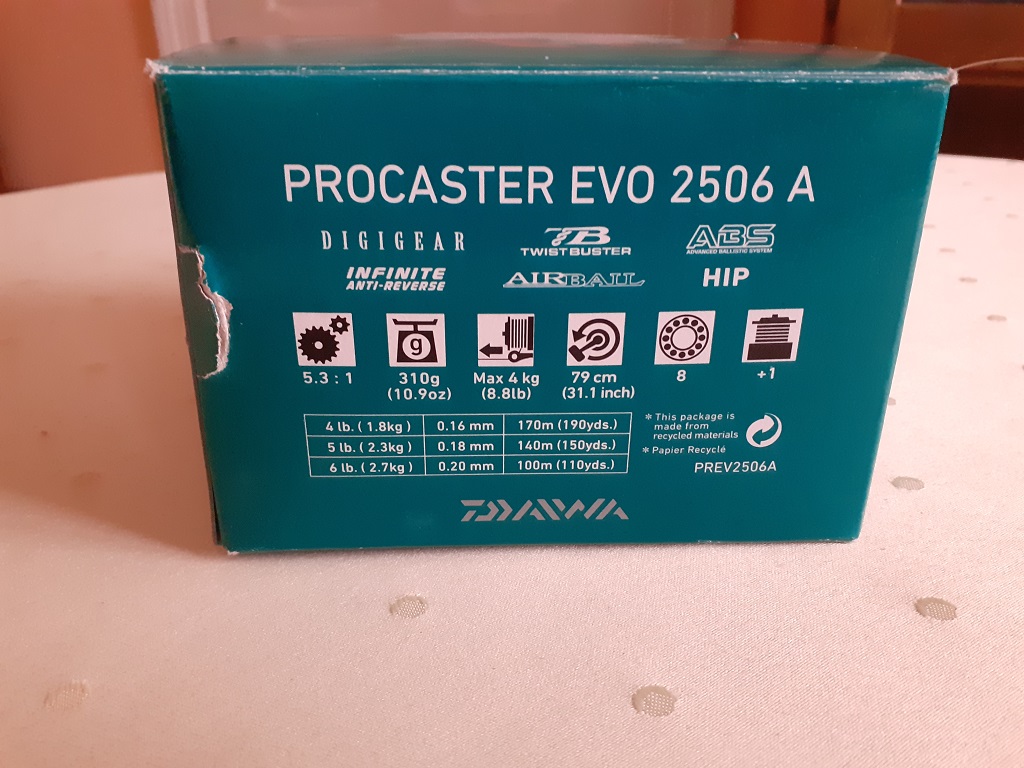 PROCASTER EVO 2506 A
DIGIGEAR TB TWISTBUSTER ABS ADVANCED BALLISTIC SYSTEM
INFINITE ANTI-REVERSE AIRBAIL HIP
g
5.3 : 1 310g (10.9oz) Max 4 kg (8.8lb) 79 cm (31.1 inch) 8 +1
4 lb. ( 1.8kg ) 0.16 mm 170m (190yds.)
5 lb. ( 2.3kg ) 0.18 mm 140m (150yds.)
6 lb. ( 2.7kg ) 0.20 mm 100m (110yds.)
* This package is
made from
recycled materials
* Papier Recyclé
PREV2506A
DAIWA